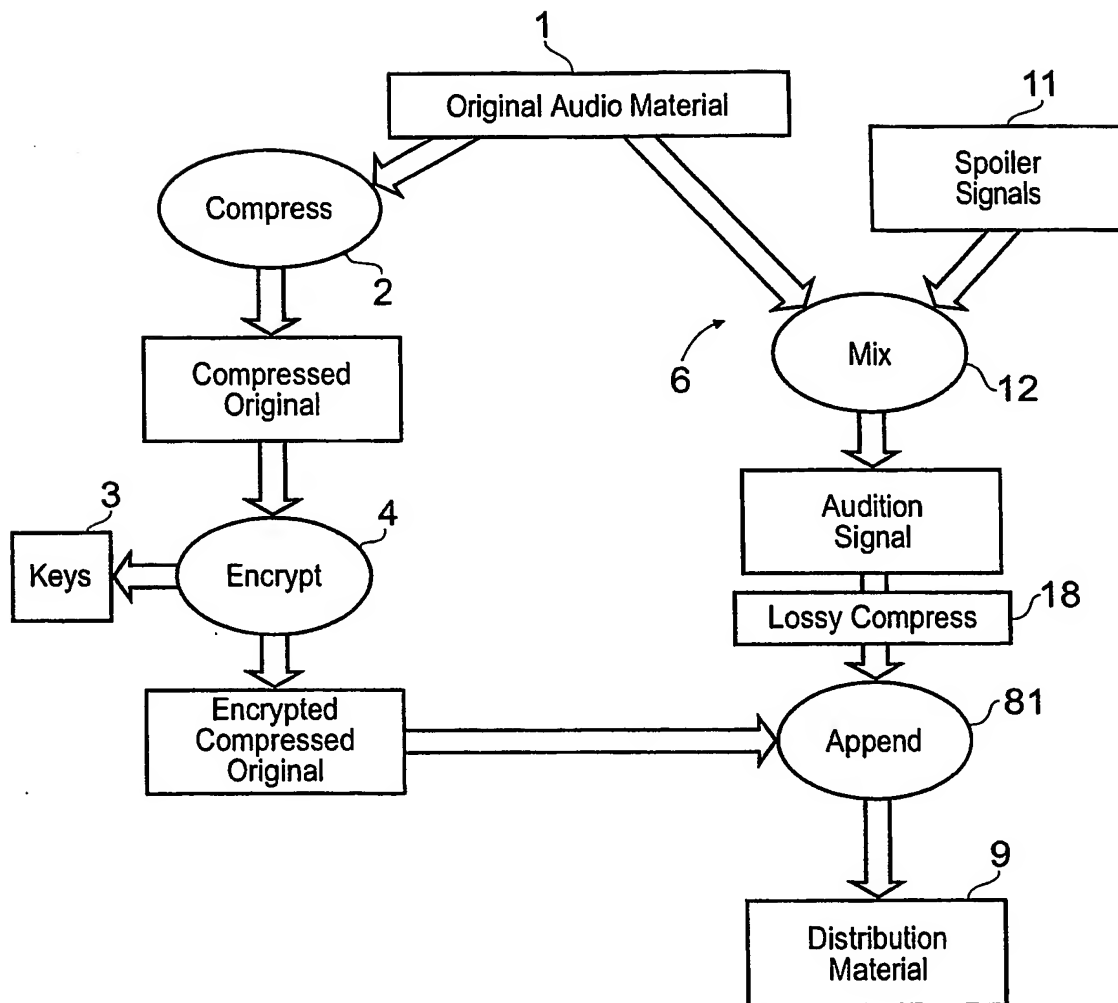 1
Original Audio Material
11
Spoiler
Signals
Compress
2
6
Mix
12
Compressed
Original
3
Keys
4
Encrypt
Audition
Signal
Lossy Compress
18
Encrypted
Compressed
Original
Append
81
9
Distribution
Material